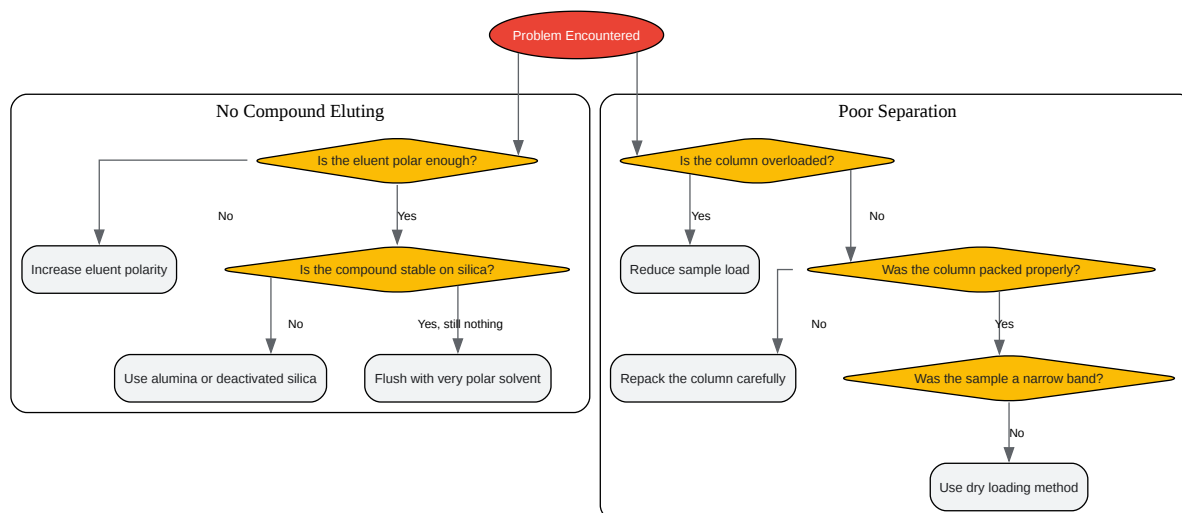 Problem Encountered
No Compound Eluting
Is the eluent polar enough?
No
Yes
Increase eluent polarity
Is the compound stable on silica?
No
Yes, still nothing
Use alumina or deactivated silica
Flush with very polar solvent
Poor Separation
Is the column overloaded?
Yes
No
Reduce sample load
Was the column packed properly?
No
Yes
Repack the column carefully
Was the sample a narrow band?
No
Use dry loading method